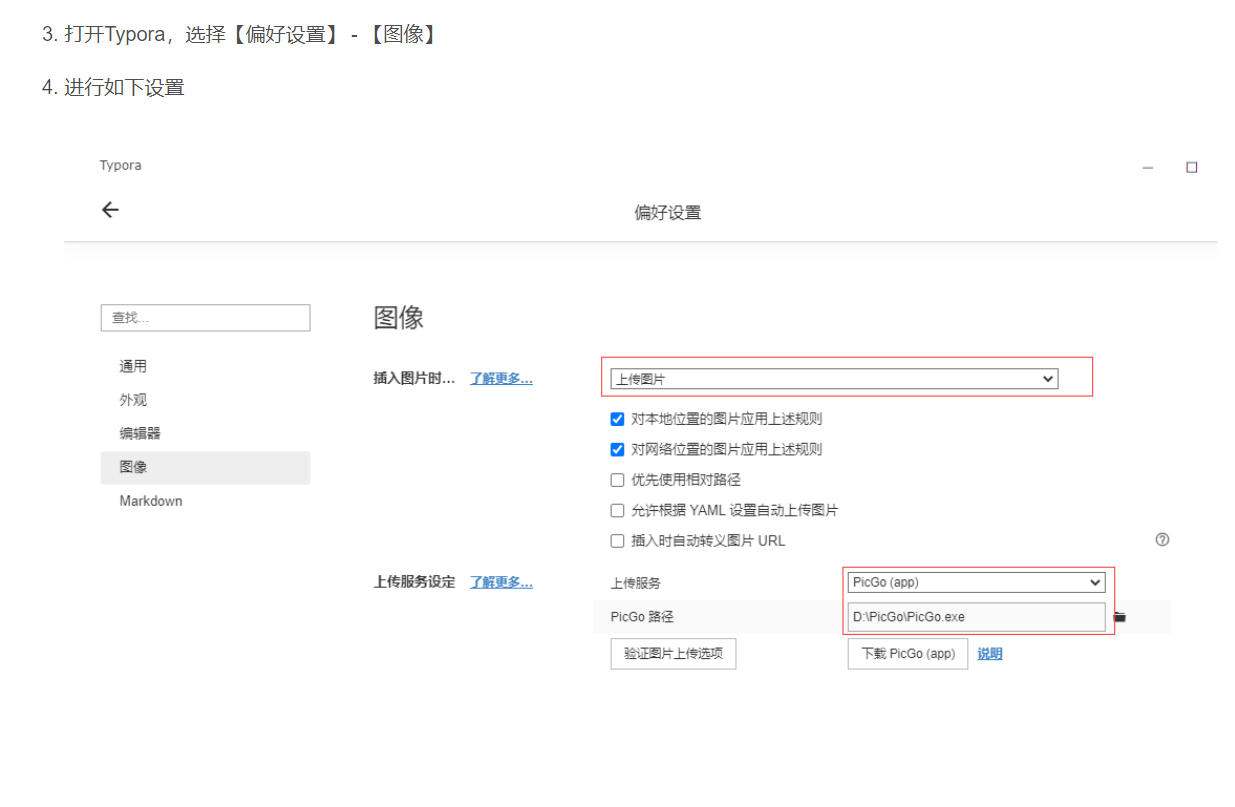 3. 打开Typora，选择【偏好设置】 - 【图像】
4. 进行如下设置
Typora
偏好设置
查找...
图像
通用
插入图片时... 了解更多... 上传图片
外观
对本地位置的图片应用上述规则
编辑器
对网络位置的图片应用上述规则
图像
优先使用相对路径
Markdown
允许根据 YAML 设置自动上传图片
插入时自动转义图片 URL
上传服务设定 了解更多... 上传服务 PicGo (app)
PicGo 路径 D:\PicGo\PicGo.exe
验证图片上传选项 下载 PicGo (app) 说明